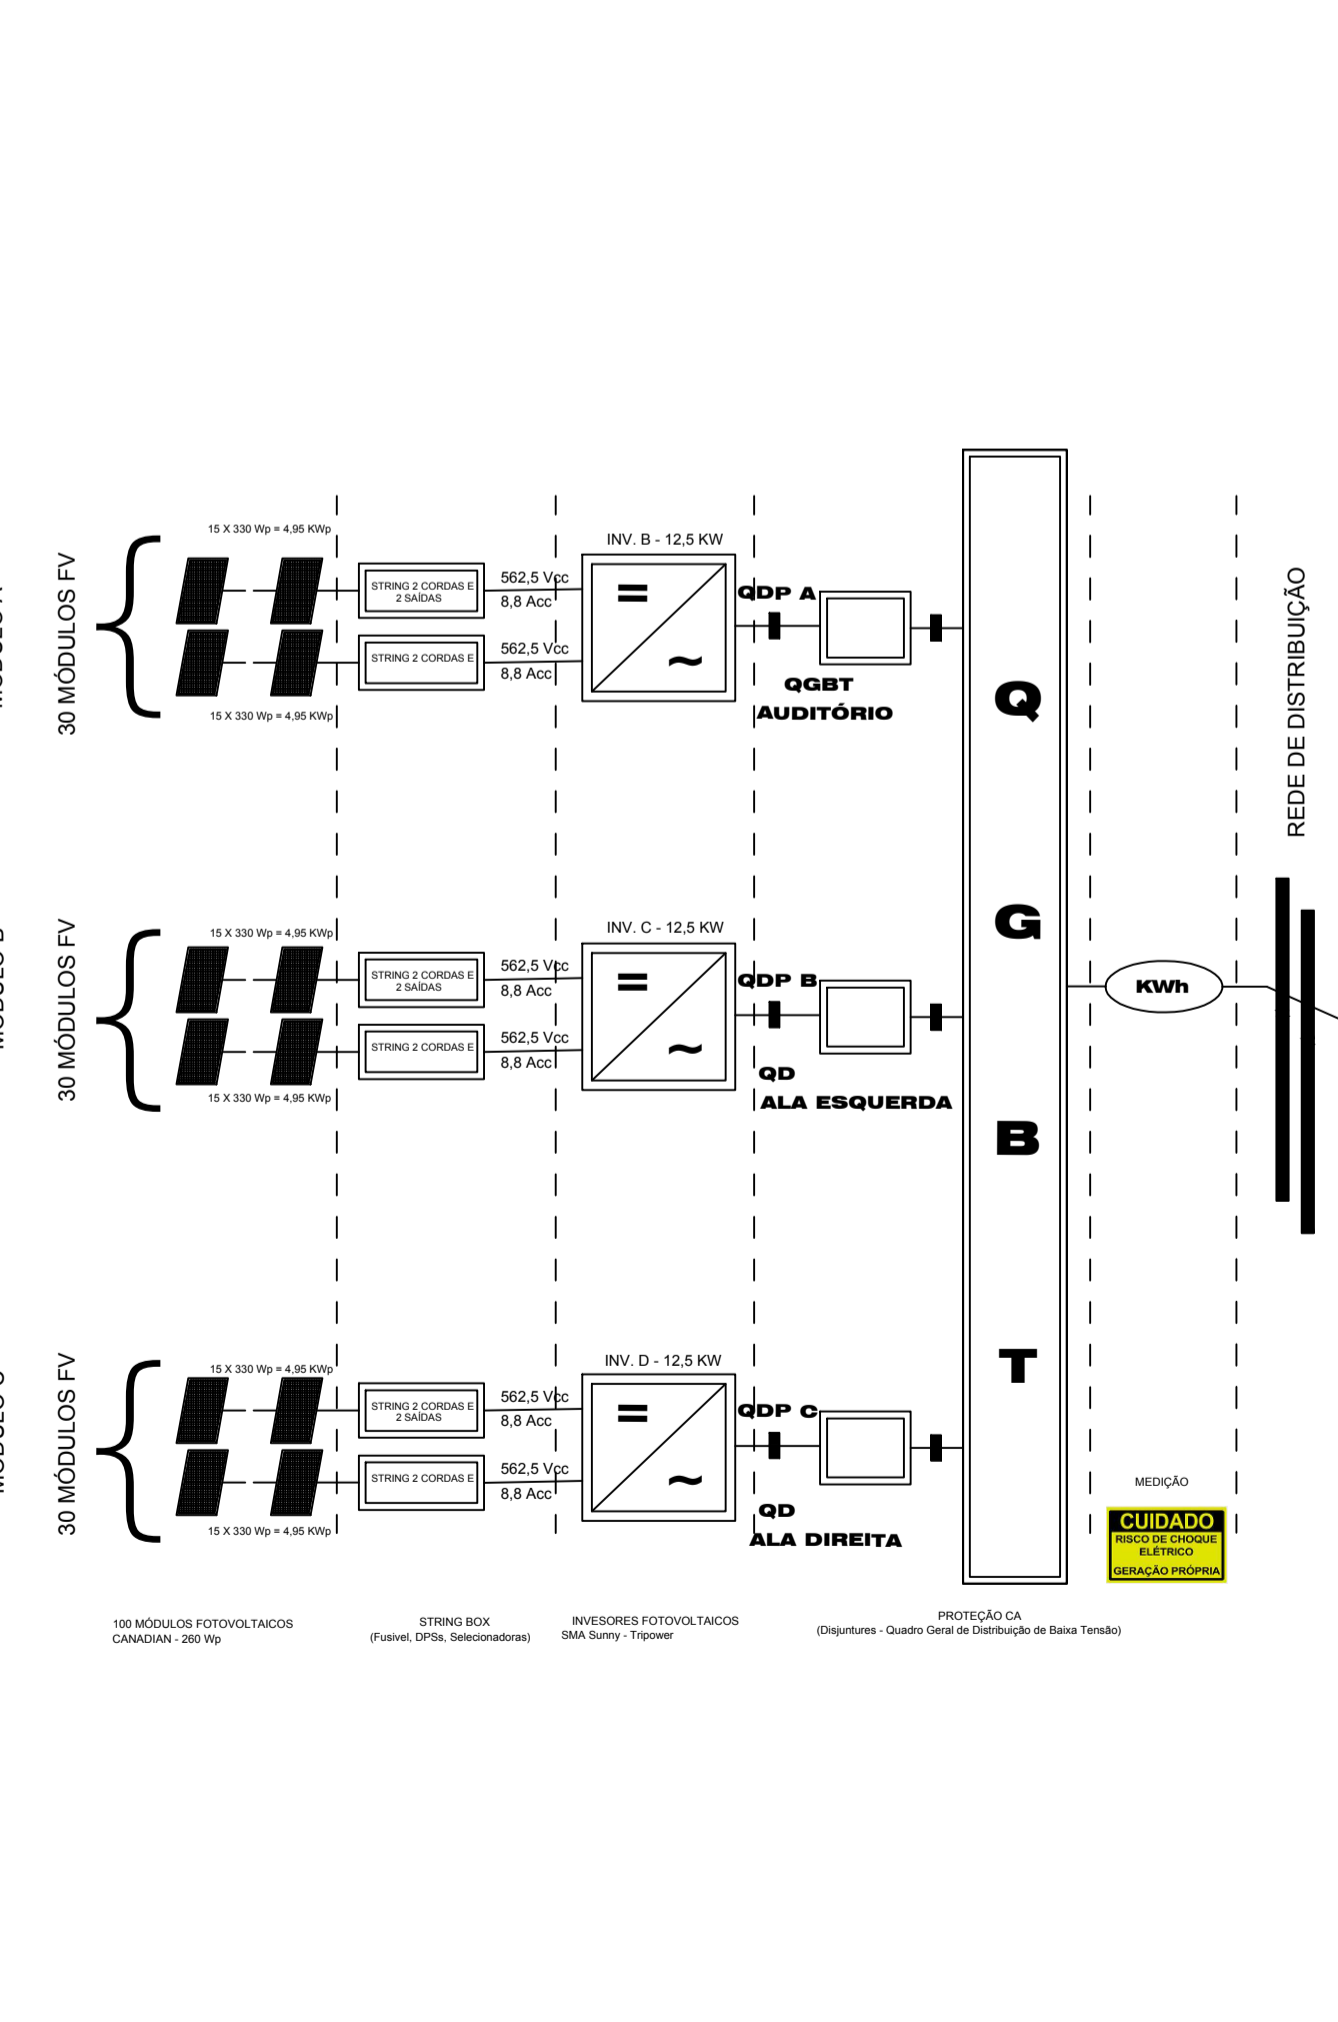 15 X 330 Wp = 4,95 KWp
30 MÓDULOS FV
STRING 2 CORDAS E
2 SAÍDAS
562,5 Vcc
8,8 Acc
STRING 2 CORDAS E
562,5 Vcc
8,8 Acc
15 X 330 Wp = 4,95 KWp
INV. B - 12,5 KW
=
~
QDP A
QGBT
AUDITÓRIO
15 X 330 Wp = 4,95 KWp
30 MÓDULOS FV
STRING 2 CORDAS E
2 SAÍDAS
562,5 Vcc
8,8 Acc
STRING 2 CORDAS E
562,5 Vcc
8,8 Acc
15 X 330 Wp = 4,95 KWp
INV. C - 12,5 KW
=
~
QDP B
QD
ALA ESQUERDA
15 X 330 Wp = 4,95 KWp
30 MÓDULOS FV
STRING 2 CORDAS E
2 SAÍDAS
562,5 Vcc
8,8 Acc
STRING 2 CORDAS E
562,5 Vcc
8,8 Acc
15 X 330 Wp = 4,95 KWp
INV. D - 12,5 KW
=
~
QDP C
QD
ALA DIREITA
Q
G
B
T
KWh
REDE DE DISTRIBUIÇÃO
MEDIÇÃO
CUIDADO
RISCO DE CHOQUE
ELÉTRICO
GERAÇÃO PRÓPRIA
100 MÓDULOS FOTOVOLTAICOS
CANADIAN - 260 Wp
STRING BOX
(Fusivel, DPSs, Selecionadoras)
INVESORES FOTOVOLTAICOS
SMA Sunny - Tripower
PROTEÇÃO CA
(Disjuntures - Quadro Geral de Distribuição de Baixa Tensão)